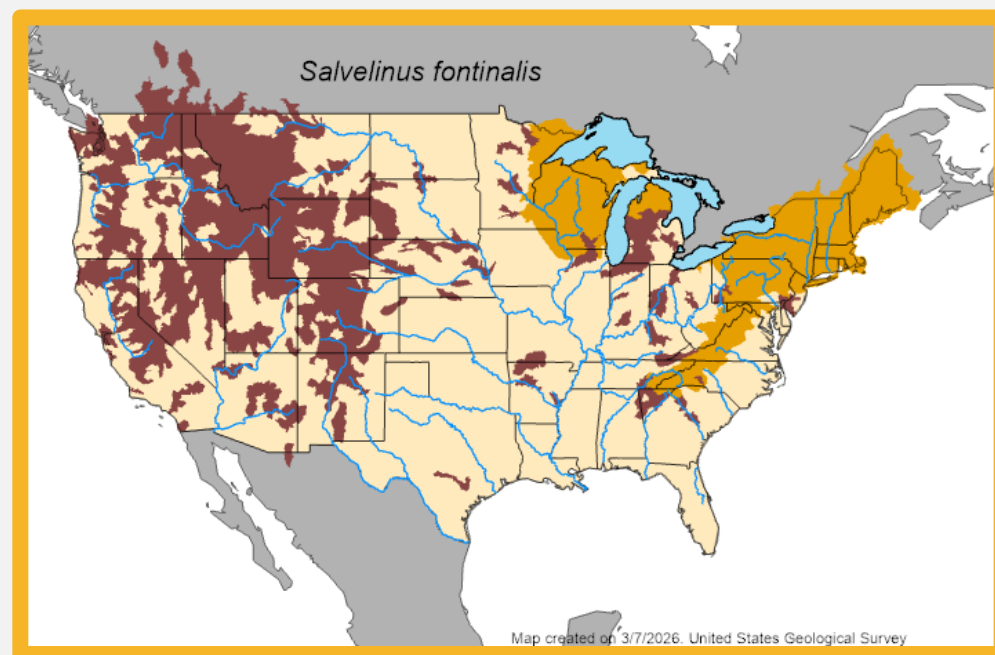 Salvelinus fontinalis
Map created on 3/7/2026. United States Geological Survey